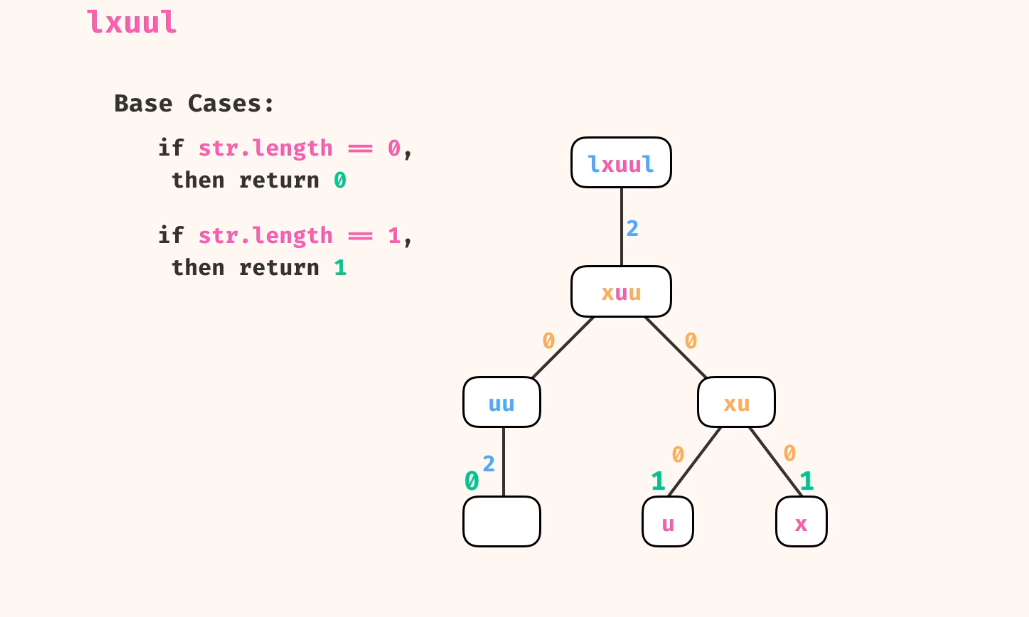 lxuul
Base Cases:
if str.length == 0,
then return 0
if str.length == 1,
then return 1
lxuul
2
xuu
0 0
uu xu
0 2 1 0 0 1
u x